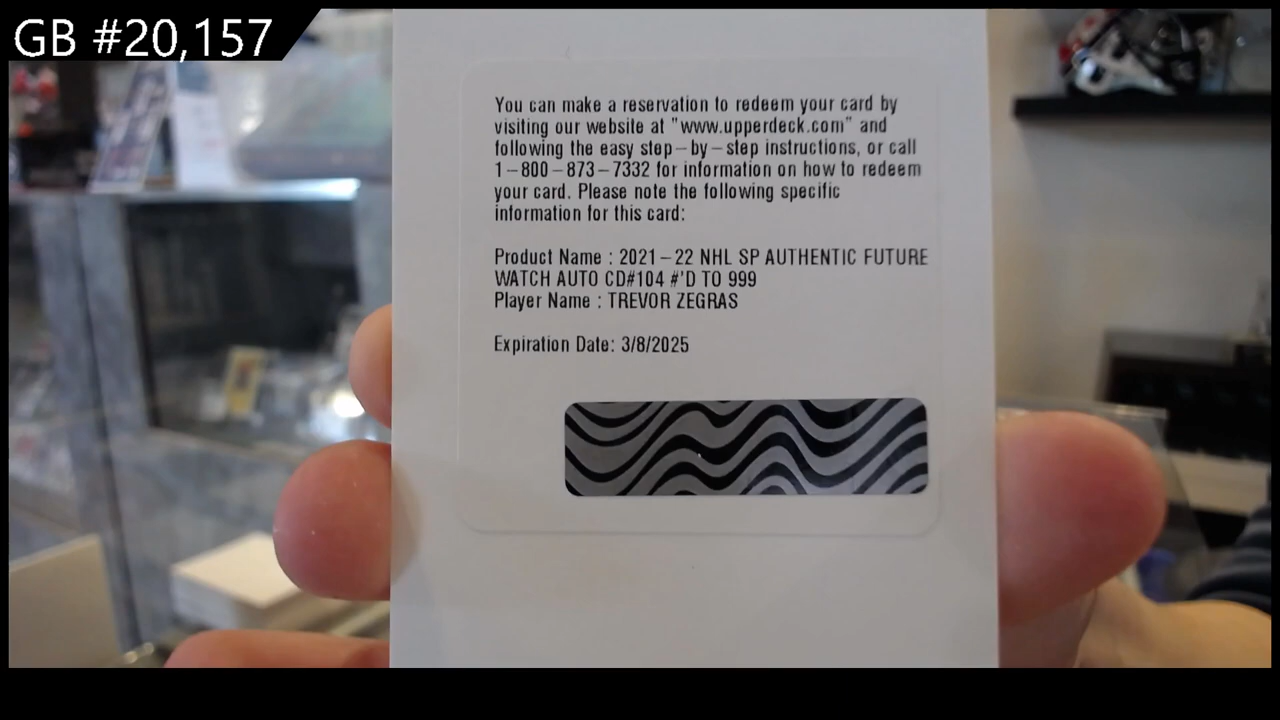 GB #20,157
You can make a reservation to redeem your card by
visiting our website at "www.upperdeck.com" and
following the easy step-by-step instructions, or call
1-800-873-7332 for information on how to redeem
your card. Please note the following specific
information for this card:
Product Name : 2021-22 NHL SP AUTHENTIC FUTURE
WATCH AUTO CD#104 #'D TO 999
Player Name : TREVOR ZEGRAS
Expiration Date: 3/8/2025